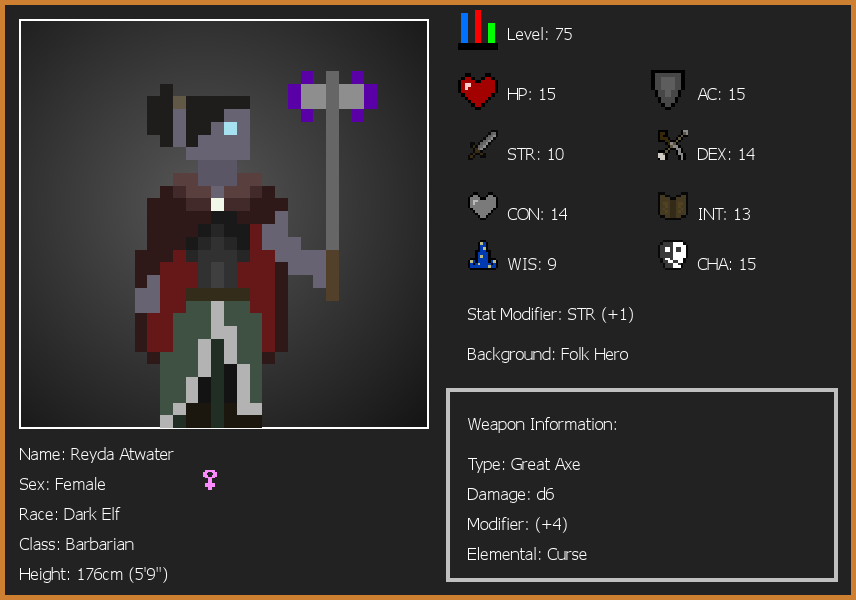 Level: 75
HP: 15
AC: 15
STR: 10
DEX: 14
CON: 14
INT: 13
WIS: 9
CHA: 15
Stat Modifier: STR (+1)
Background: Folk Hero
Weapon Information:
Type: Great Axe
Damage: d6
Modifier: (+4)
Elemental: Curse
Name: Reyda Atwater
Sex: Female
Race: Dark Elf
Class: Barbarian
Height: 176cm (5'9")